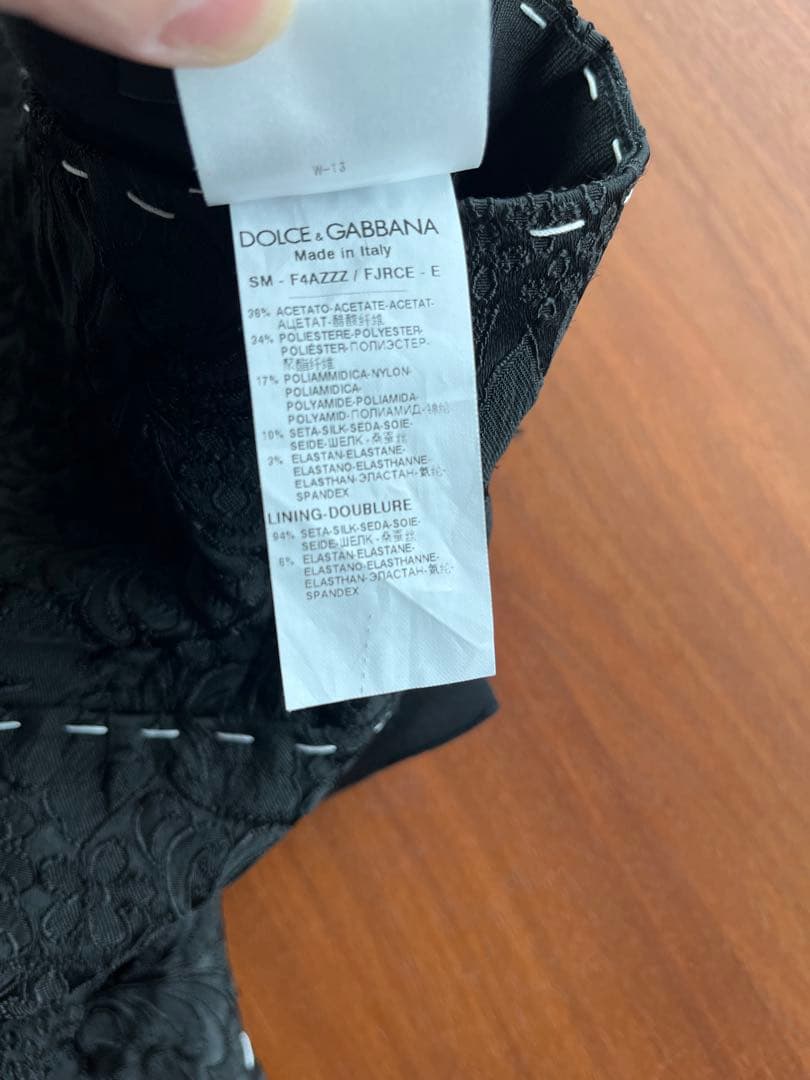 W-13
DOLCE & GABBANA
Made in Italy
SM - F4AZZZ / FJRCE - E
36% ACETATO-ACETATE-ACETAT-
АЦЕТАТ-醋酯纤维
34% POLIESTERE-POLYESTER-
POLIÉSTER-ПОЛИЭСТЕР-
聚酯纤维
17% POLIAMMIDICA-NYLON-
POLIAMIDICA-
POLYAMIDE-POLIAMIDA-
POLYAMID-ПОЛИАМИД-锦纶
10% SETA-SILK-SEDA-SOIE-
SEIDE-ШЕЛК-桑蚕丝
3% ELASTAN-ELASTANE-
ELASTANO-ELASTHANNE-
ELASTHAN-ЭЛАСТАН-氨纶-
SPANDEX
LINING-DOUBLURE
94% SETA-SILK-SEDA-SOIE-
SEIDE-ШЕЛК-桑蚕丝
6% ELASTAN-ELASTANE-
ELASTANO-ELASTHANNE-
ELASTHAN-ЭЛАСТАН-氨纶-
SPANDEX